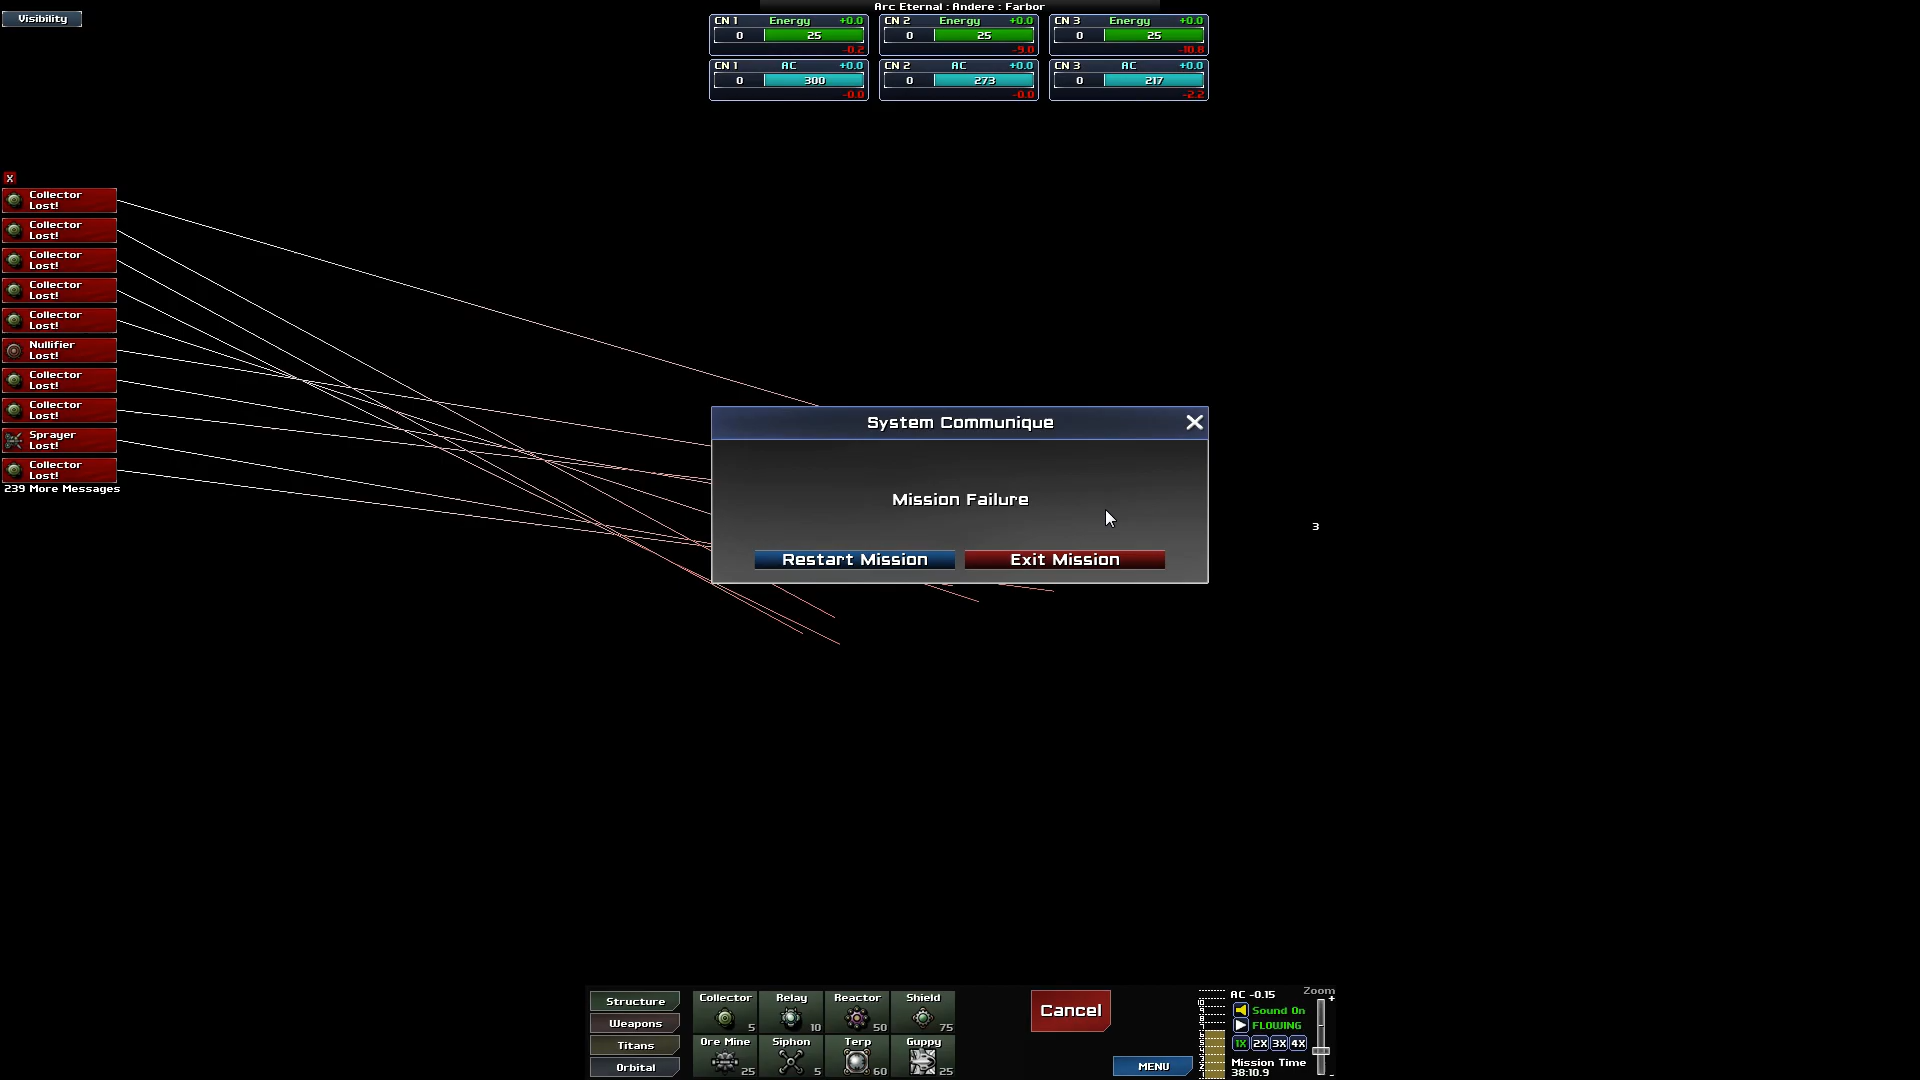 Visibility
Arc Eternal : Andere : Farbor
CN 1 Energy +0.0
0 25
-0.2
CN 2 Energy +0.0
0 25
-9.0
CN 3 Energy +0.0
0 25
-10.8
CN 1 AC +0.0
0 300
-0.0
CN 2 AC +0.0
0 273
-0.0
CN 3 AC +0.0
0 217
-2.2
X
Collector
Lost!
Collector
Lost!
Collector
Lost!
Collector
Lost!
Collector
Lost!
Nullifier
Lost!
Collector
Lost!
Collector
Lost!
Sprayer
Lost!
Collector
Lost!
239 More Messages
System Communique
Mission Failure
Restart Mission Exit Mission
3
Structure
Weapons
Titans
Orbital
Collector
5
Relay
10
Reactor
50
Shield
75
Ore Mine
25
Siphon
5
Terp
60
Guppy
25
Cancel
MENU
AC -0.15
Zoom
+
-
Sound On
FLOWING
1X 2X 3X 4X
Mission Time
38:10.9